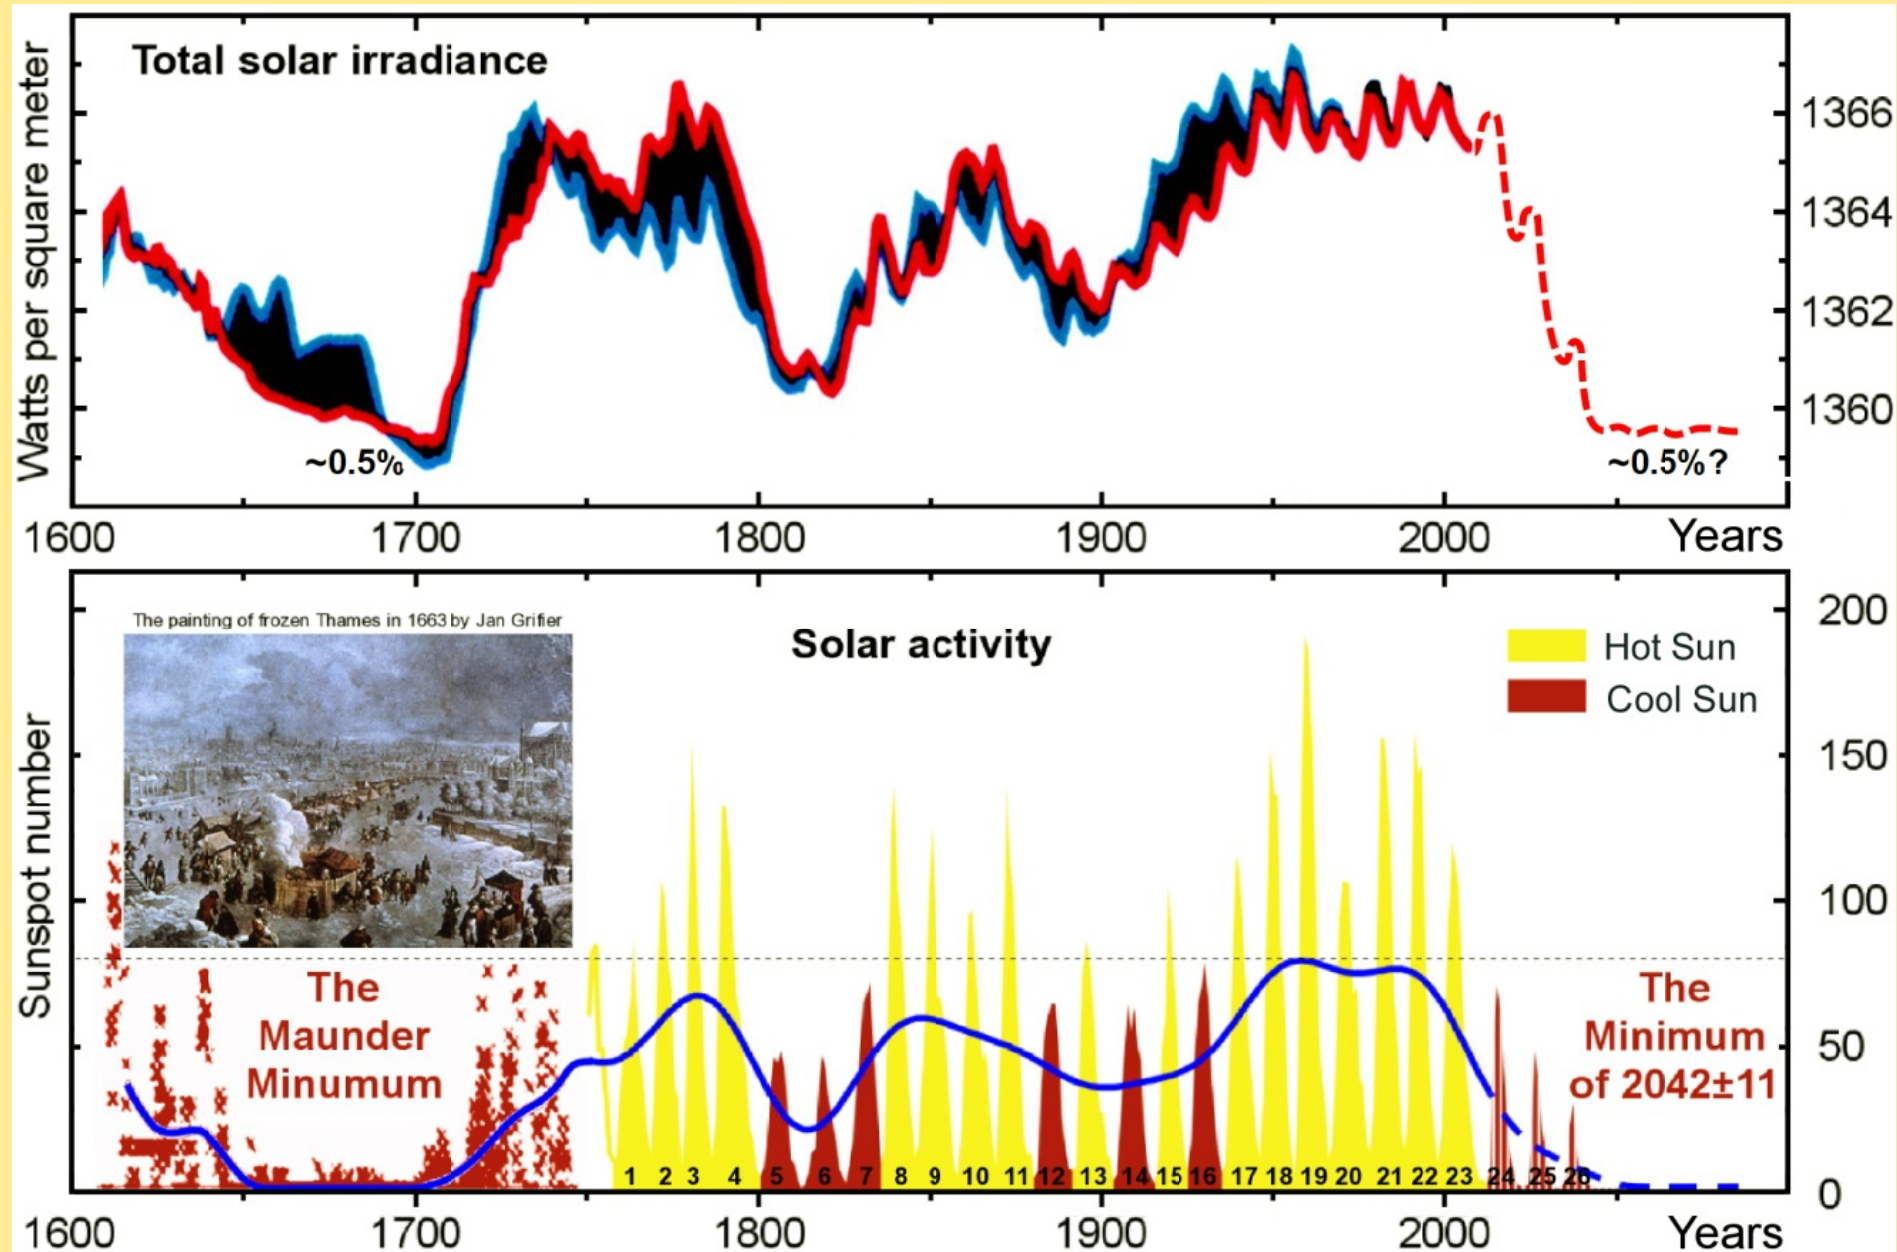 Total solar irradiance
Watts per square meter
1366
1364
1362
1360
~0.5%
~0.5%?
1600
1700
1800
1900
2000
Years
The painting of frozen Thames in 1663 by Jan Grifier
Solar activity
Hot Sun
Cool Sun
Sunspot number
200
150
100
50
0
The
Maunder
Minumum
The
Minimum
of 2042±11
1 2 3 4 5 6 7 8 9 10 11 12 13 14 15 16 17 18 19 20 21 22 23 24 25 26
1600
1700
1800
1900
2000
Years